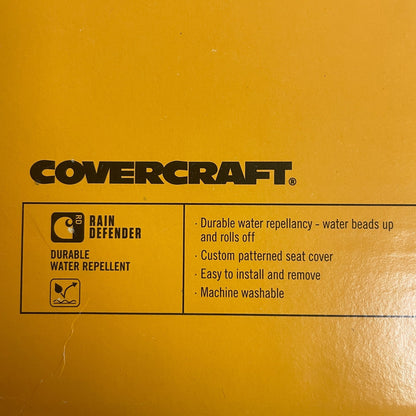 COVERCRAFT®
RD
RAIN
DEFENDER
DURABLE
WATER REPELLENT
· Durable water repellancy - water beads up
and rolls off
· Custom patterned seat cover
· Easy to install and remove
· Machine washable